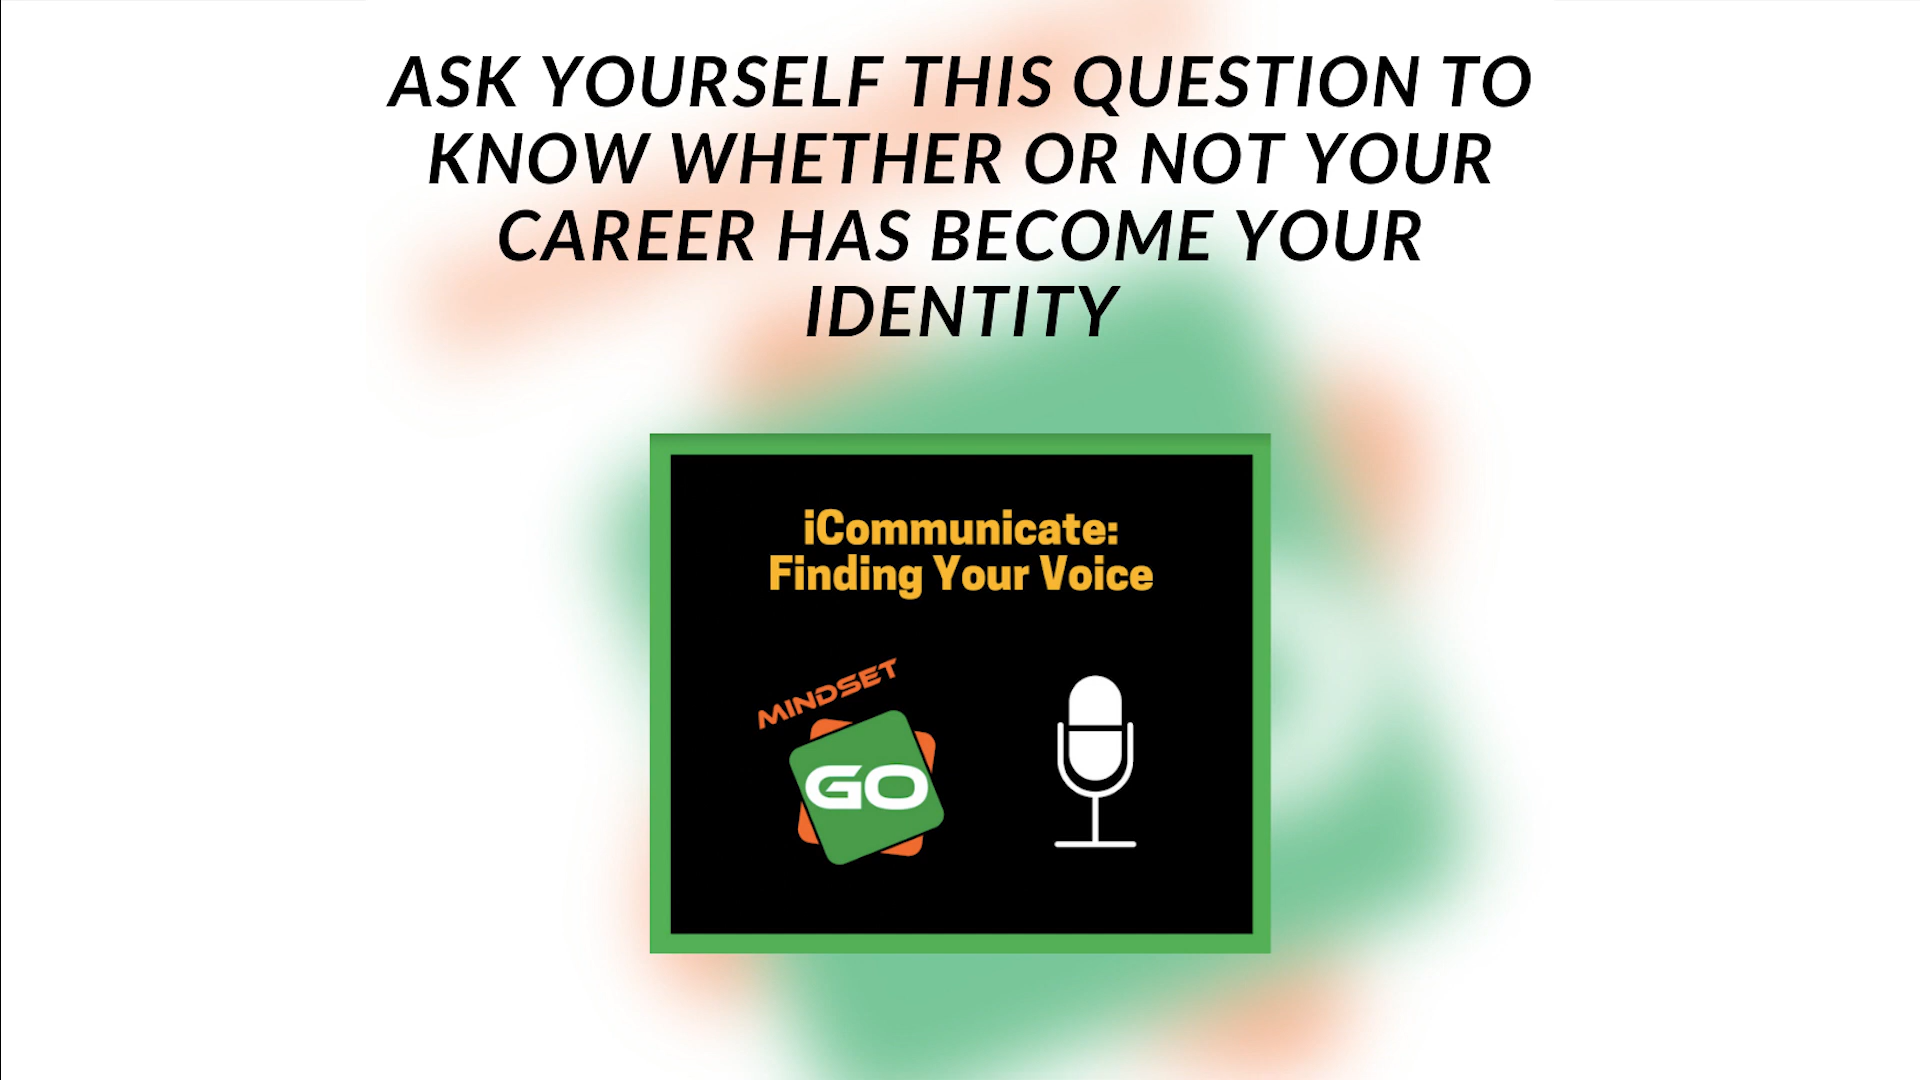 ASK YOURSELF THIS QUESTION TO
KNOW WHETHER OR NOT YOUR
CAREER HAS BECOME YOUR
IDENTITY
iCommunicate:
Finding Your Voice
MINDSET
GO